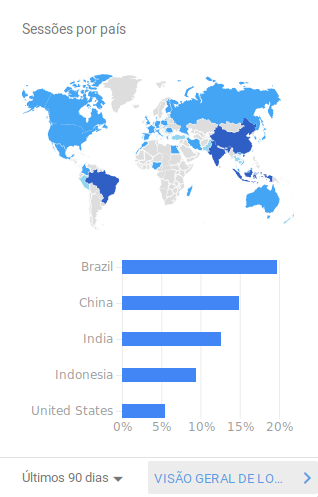 Sessões por país
Brazil
China
India
Indonesia
United States
0% 5% 10% 15% 20%
Últimos 90 dias
VISÃO GERAL DE LO...